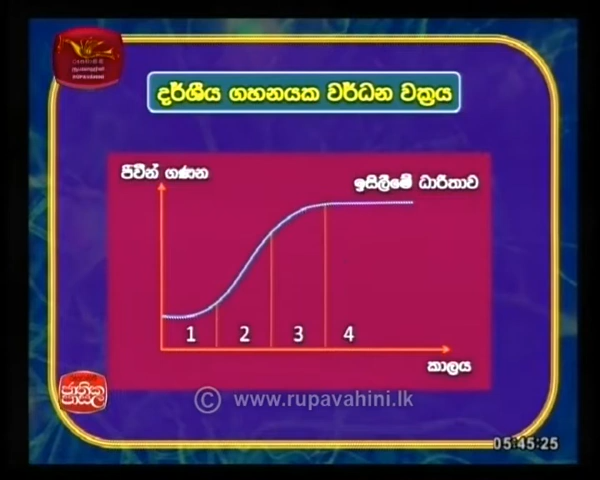 දර්ශීය ගහනයක වර්ධන වක්‍රය
ජීවීන් ගණන
ඉසිලීමේ ධාරිතාව
1 2 3 4
කාලය
ජාතික
පාසල
© www.rupavahini.lk
05:45:25